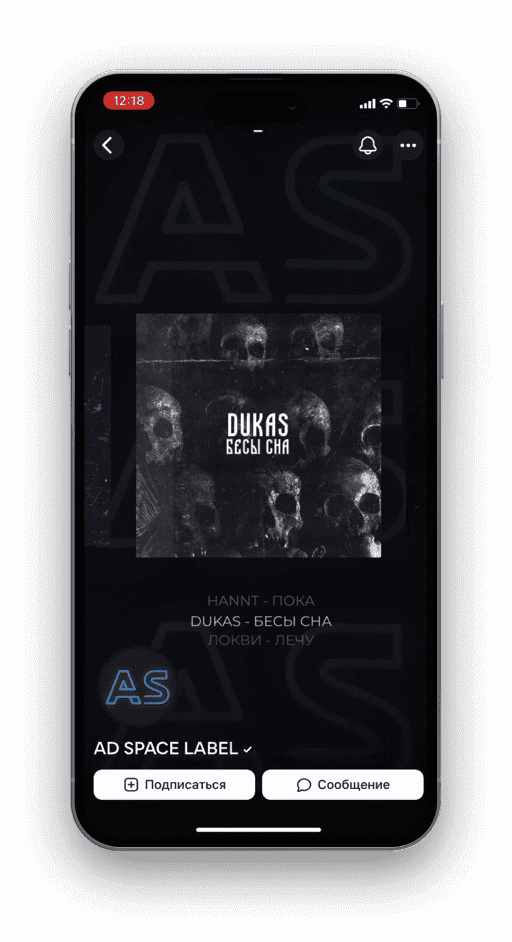 12:18
AS
DUKAS
БЕСЫ СНА
HANNT - ПОКА
DUKAS - БЕСЫ СНА
ЛОКВИ - ЛЕЧУ
AS
AS
AD SPACE LABEL
Подписаться
Сообщение